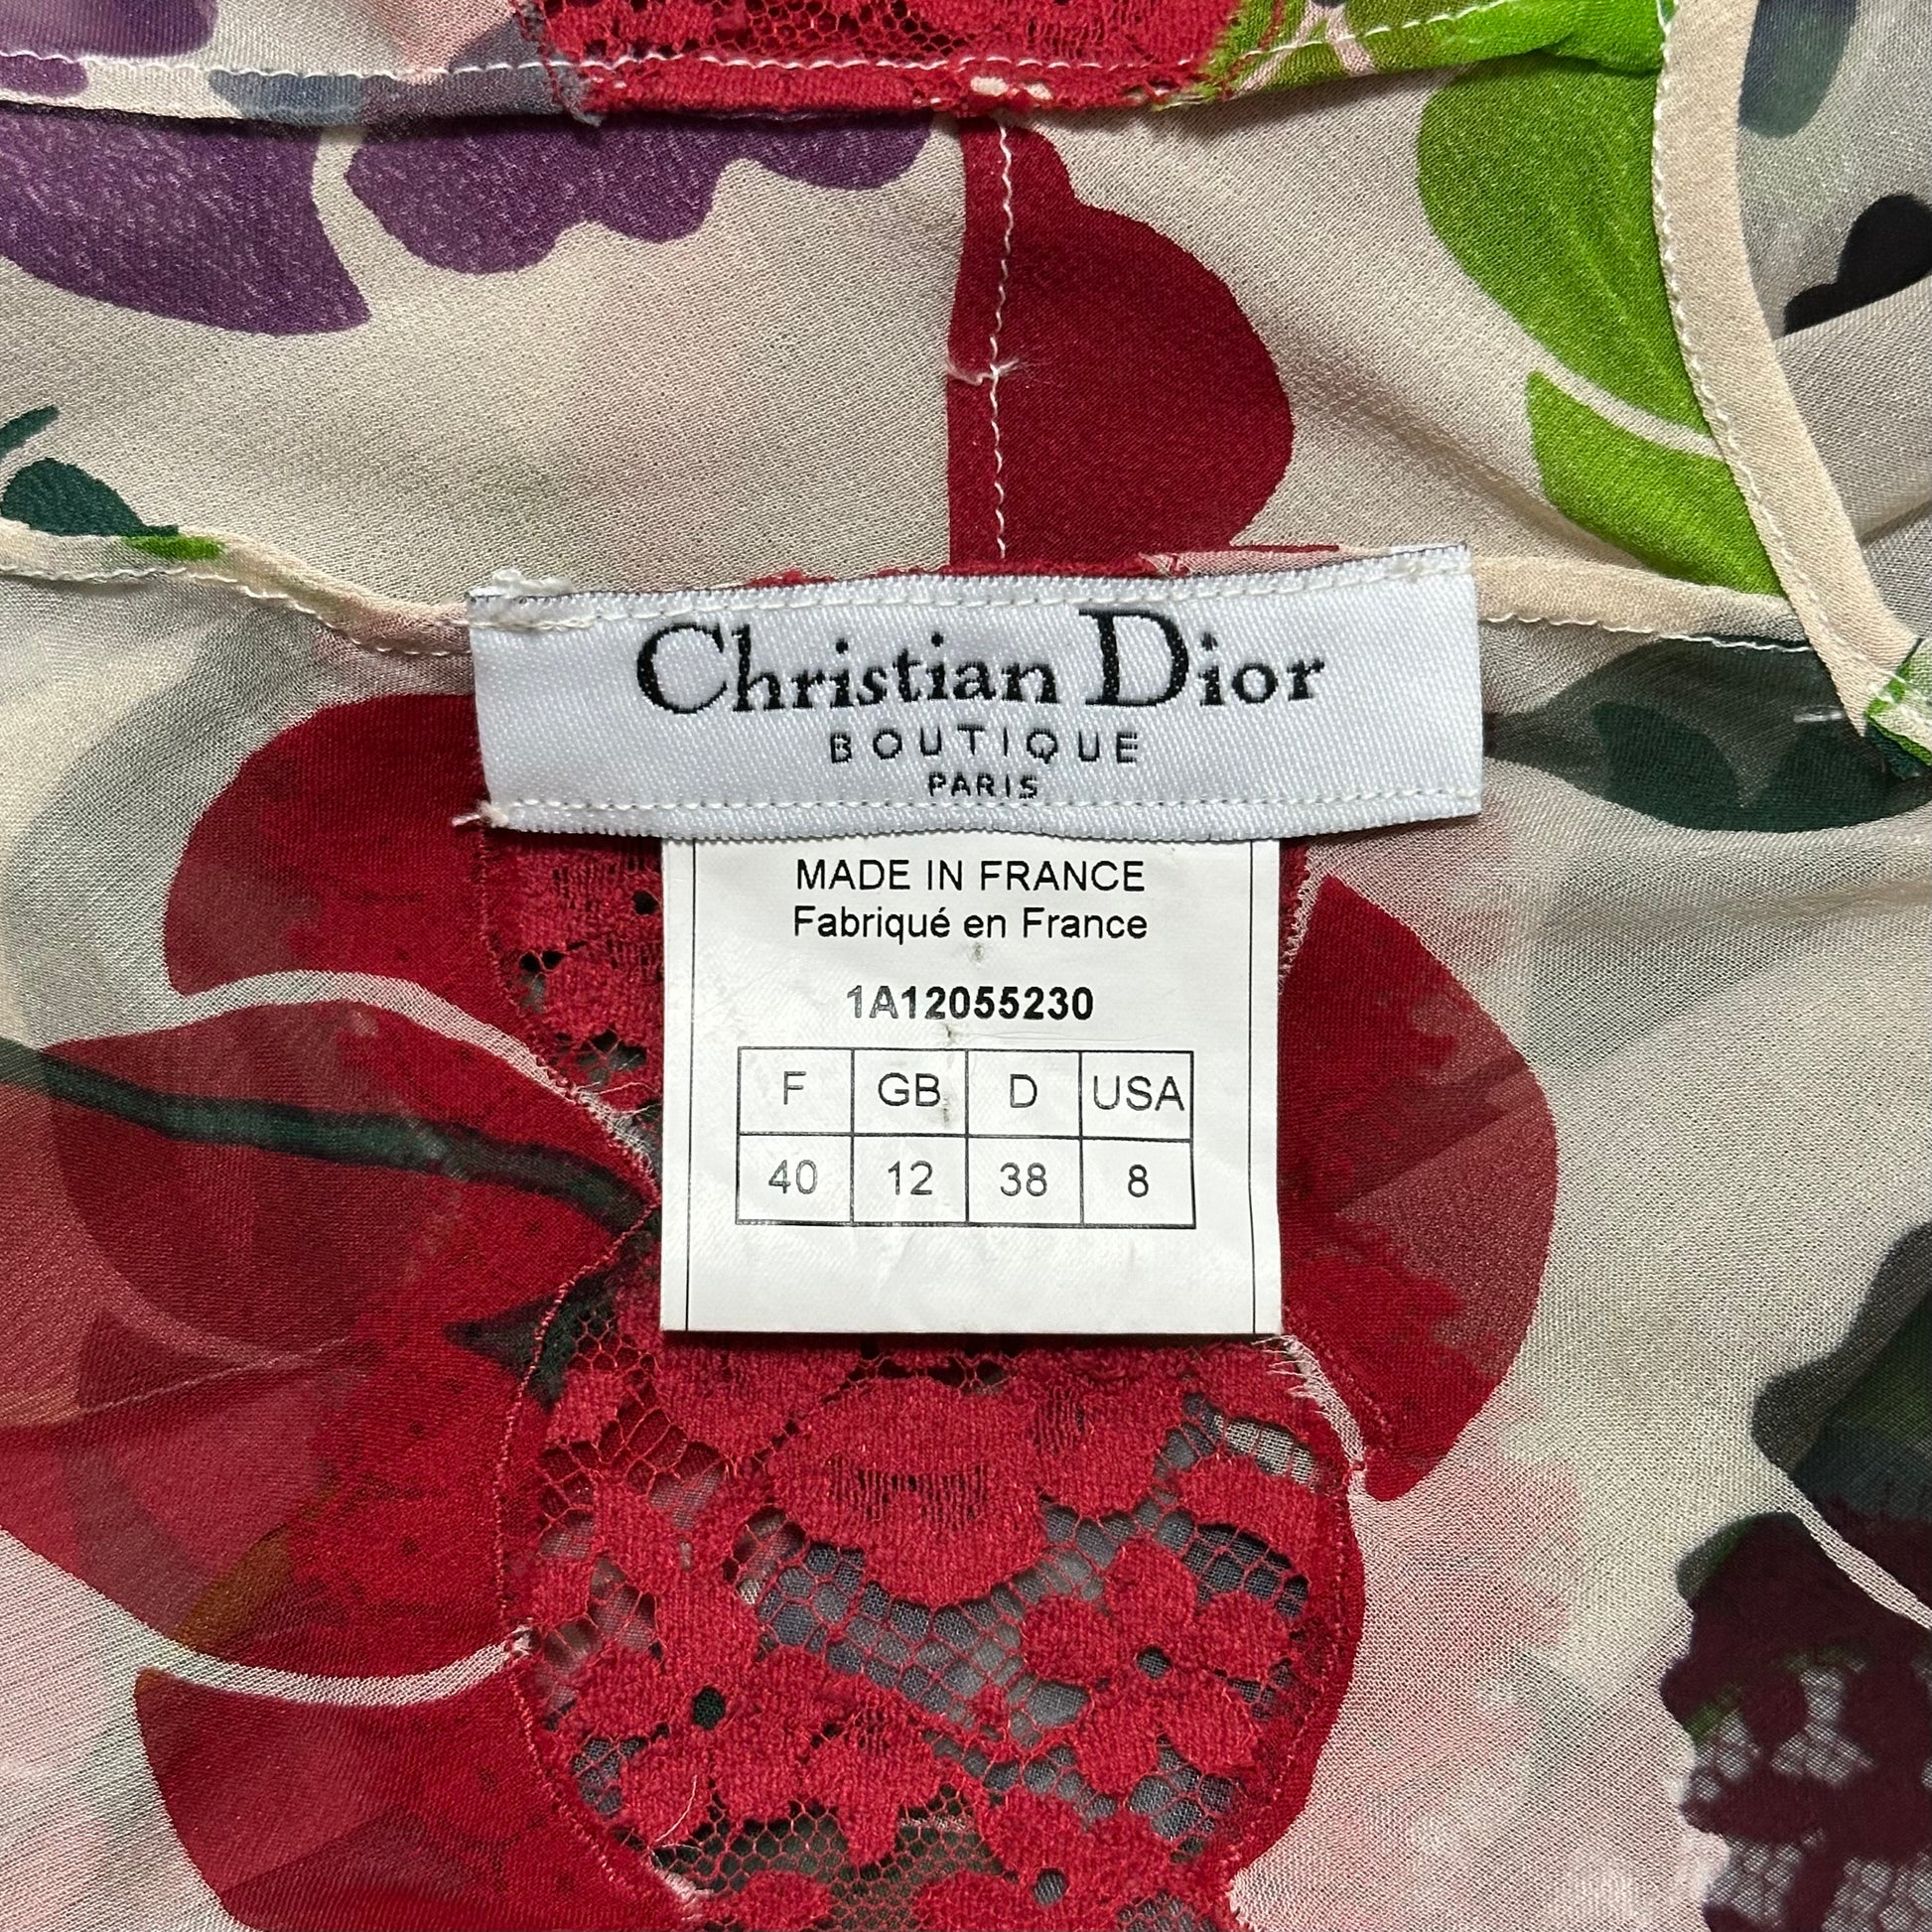 Christian Dior
BOUTIQUE
PARIS
MADE IN FRANCE
Fabriqué en France
1A12055230
F GB D USA
40 12 38 8